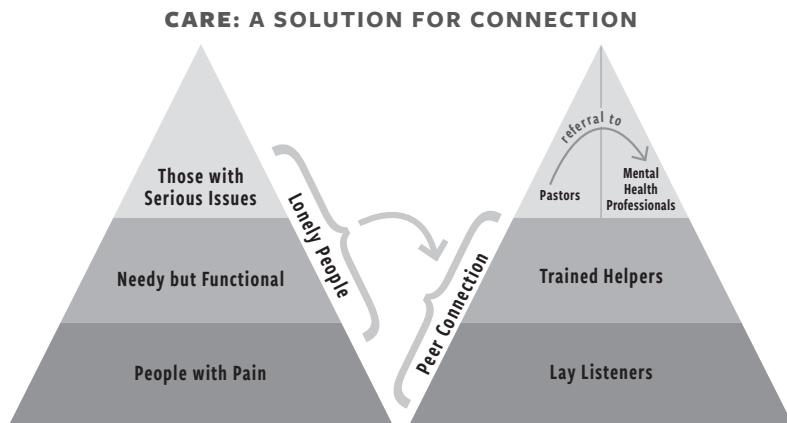 CARE: A SOLUTION FOR CONNECTION
Those with
Serious Issues
Needy but Functional
People with Pain
Lonely People
Peer Connection
referral to
Pastors
Mental
Health
Professionals
Trained Helpers
Lay Listeners